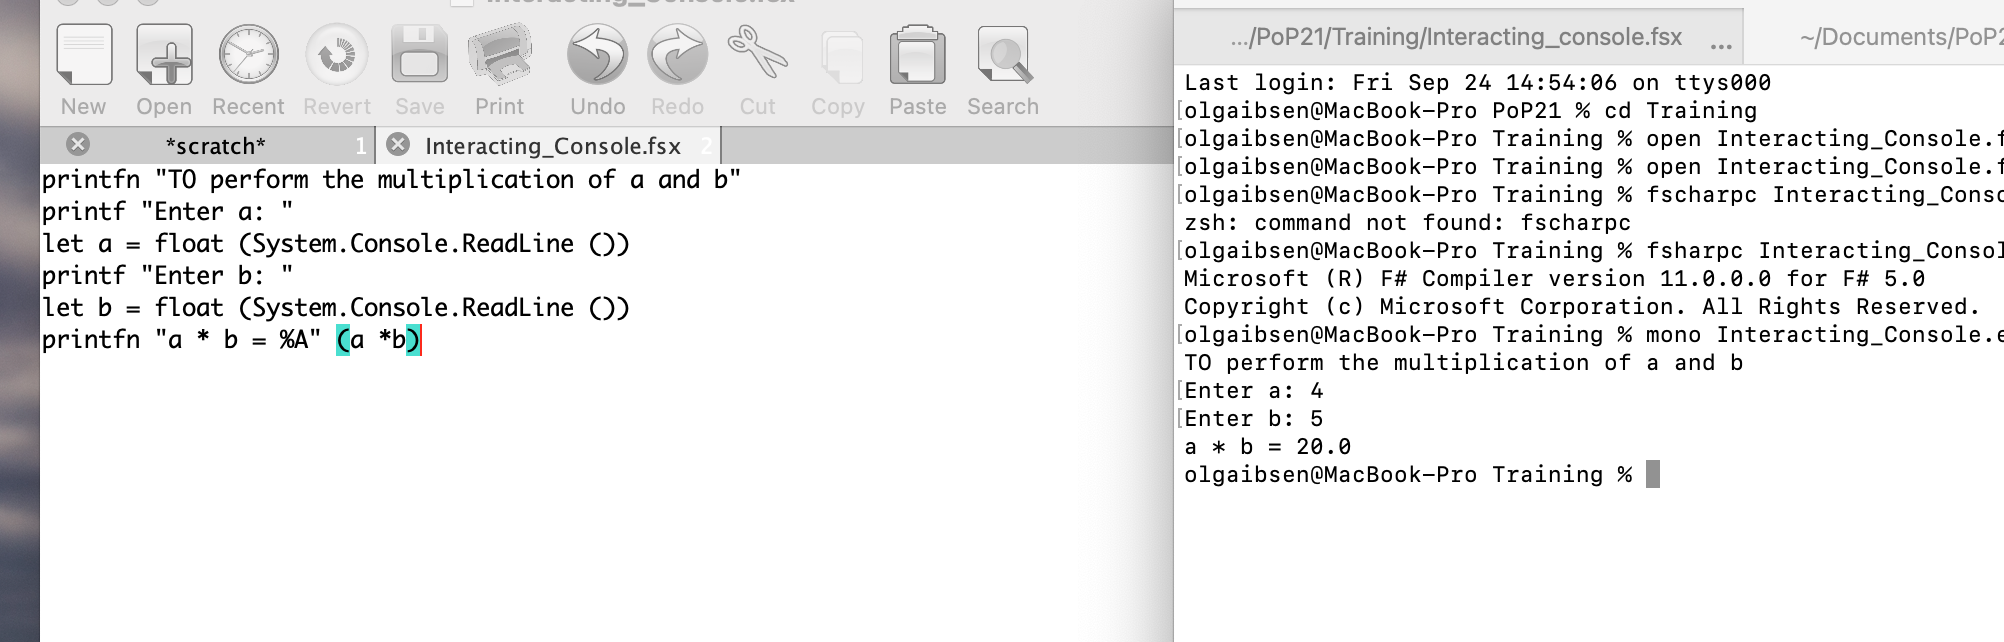 New Open Recent Revert Save Print Undo Redo Cut Copy Paste Search
*scratch* 1 Interacting_Console.fsx 2
printfn "TO perform the multiplication of a and b"
printf "Enter a: "
let a = float (System.Console.ReadLine ())
printf "Enter b: "
let b = float (System.Console.ReadLine ())
printfn "a * b = %A" (a *b)
.../PoP21/Training/Interacting_console.fsx ... ~/Documents/PoP2
Last login: Fri Sep 24 14:54:06 on ttys000
[olgaibsen@MacBook-Pro PoP21 % cd Training
[olgaibsen@MacBook-Pro Training % open Interacting_Console.f
[olgaibsen@MacBook-Pro Training % open Interacting_Console.f
[olgaibsen@MacBook-Pro Training % fscharpc Interacting_Conso
zsh: command not found: fscharpc
[olgaibsen@MacBook-Pro Training % fsharpc Interacting_Consol
Microsoft (R) F# Compiler version 11.0.0.0 for F# 5.0
Copyright (c) Microsoft Corporation. All Rights Reserved.
[olgaibsen@MacBook-Pro Training % mono Interacting_Console.e
TO perform the multiplication of a and b
[Enter a: 4
[Enter b: 5
a * b = 20.0
olgaibsen@MacBook-Pro Training %